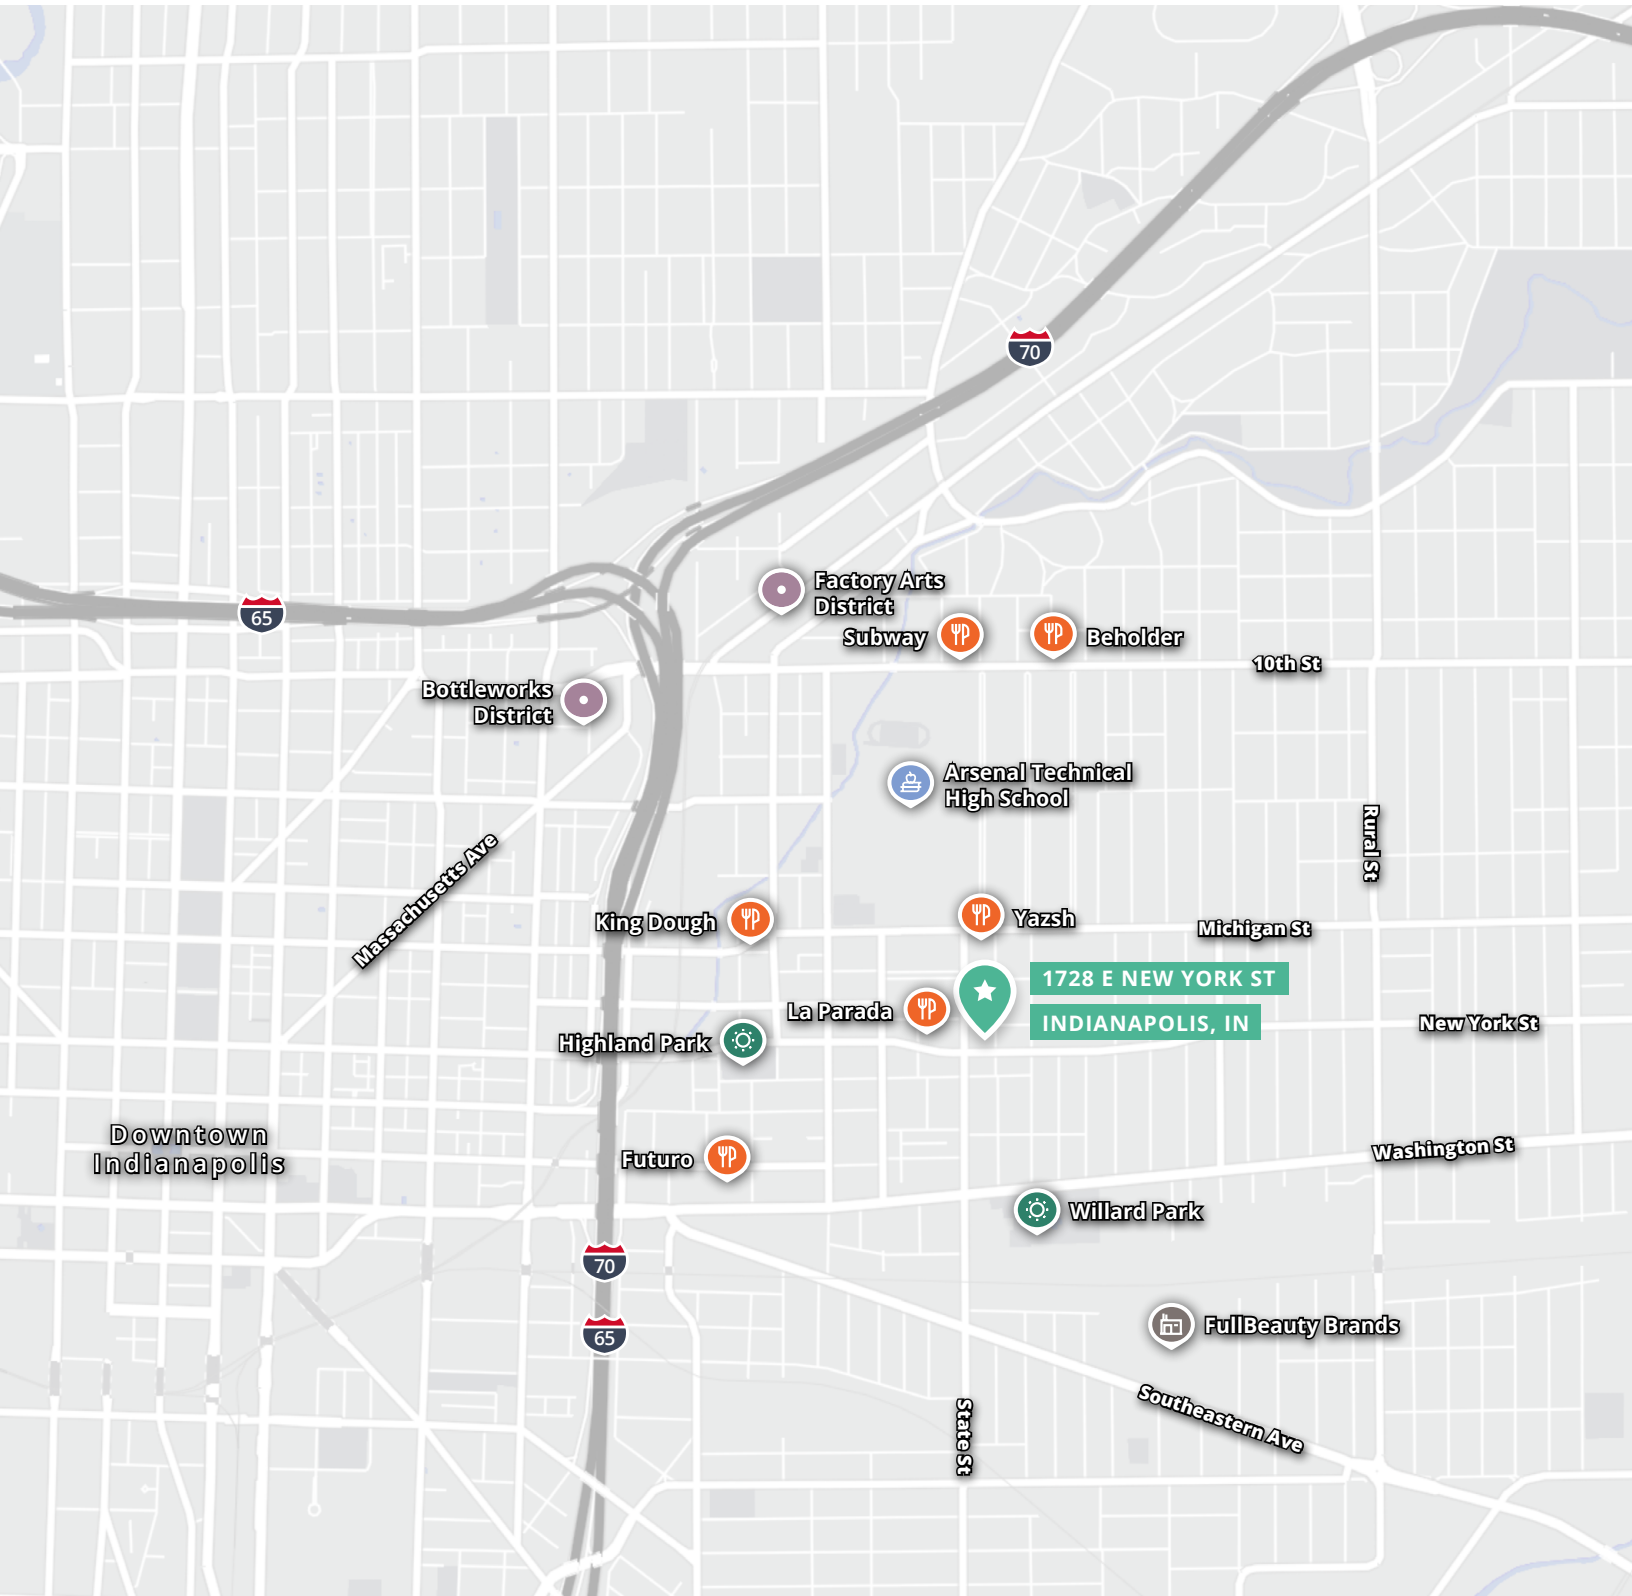 70
Factory Arts
District
65
Subway
Beholder
10th St
Bottleworks
District
Arsenal Technical
High School
Rural St
Massachusetts Ave
King Dough
Yazsh
Michigan St
1728 E NEW YORK ST
INDIANAPOLIS, IN
La Parada
New York St
Highland Park
Downtown
Indianapolis
Futuro
Washington St
Willard Park
70
65
FullBeauty Brands
State St
Southeastern Ave